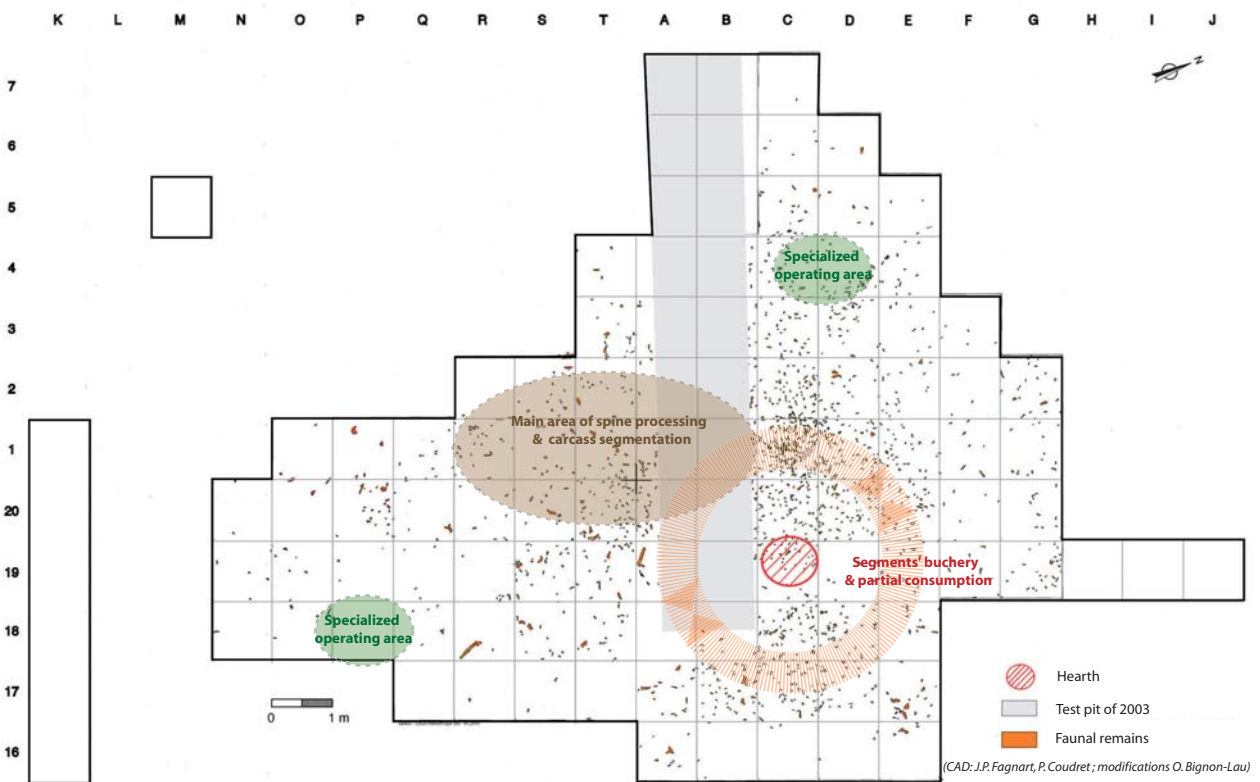 K L M N O P Q R S T A B C D E F G H I J
N
7
6
5
4
3
2
1
20
19
18
17
16
Specialized
operating area
Main area of spine processing
& carcass segmentation
Segments' buchery
& partial consumption
Specialized
operating area
0 1 m
Hearth
Test pit of 2003
Faunal remains
(CAD: J.P. Fagnart, P. Coudret ; modifications O. Bignon-Lau)